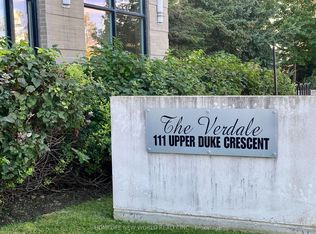 The Verdale
111 UPPER DUKE CRESCENT